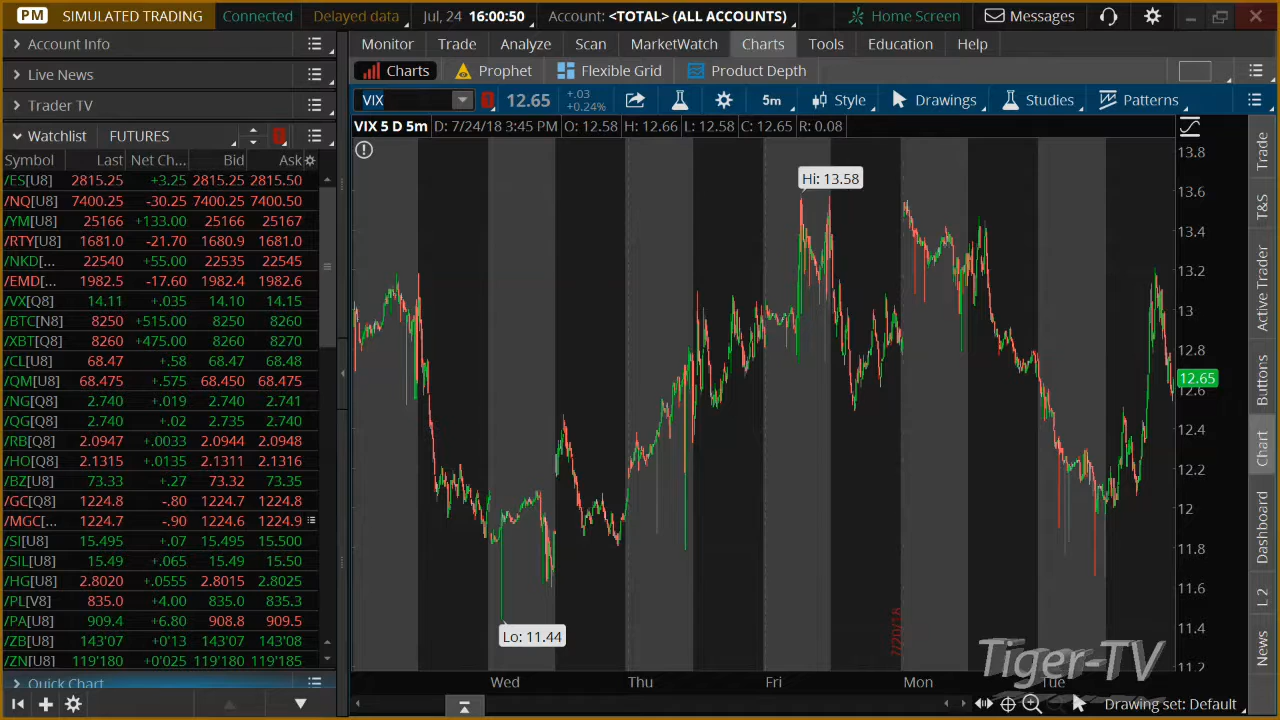 PM SIMULATED TRADING Connected Delayed data Jul, 24 16:00:50 Account: <TOTAL> (ALL ACCOUNTS) Home Screen Messages
Account Info
Live News
Trader TV
Watchlist FUTURES
Symbol Last Net Ch... Bid Ask
/ES[U8] 2815.25 +3.25 2815.25 2815.50
/NQ[U8] 7400.25 -30.25 7400.25 7400.50
/YM[U8] 25166 +133.00 25166 25167
/RTY[U8] 1681.0 -21.70 1680.9 1681.0
/NKD[... 22540 +55.00 22535 22545
/EMD[... 1982.5 -17.60 1982.4 1982.6
/VX[Q8] 14.11 +.035 14.10 14.15
/BTC[N8] 8250 +515.00 8250 8260
/XBT[Q8] 8260 +475.00 8260 8270
/CL[U8] 68.47 +.58 68.47 68.48
/QM[U8] 68.475 +.575 68.450 68.475
/NG[Q8] 2.740 +.019 2.740 2.741
/QG[Q8] 2.740 +.02 2.735 2.740
/RB[Q8] 2.0947 +.0033 2.0944 2.0948
/HO[Q8] 2.1315 +.0135 2.1311 2.1316
/BZ[U8] 73.33 +.27 73.32 73.35
/GC[Q8] 1224.8 -.80 1224.7 1224.8
/MGC[... 1224.7 -.90 1224.6 1224.9
/SI[U8] 15.495 +.07 15.495 15.500
/SIL[U8] 15.49 +.065 15.49 15.50
/HG[U8] 2.8020 +.0555 2.8015 2.8025
/PL[V8] 835.0 +4.00 835.0 835.3
/PA[U8] 909.4 +6.80 908.8 909.5
/ZB[U8] 143'07 +0'13 143'07 143'08
/ZN[U8] 119'180 +0'025 119'180 119'185
Quick Chart
Monitor Trade Analyze Scan MarketWatch Charts Tools Education Help
Charts Prophet Flexible Grid Product Depth
VIX 12.65 +.03 +0.24% 5m Style Drawings Studies Patterns
VIX 5 D 5m D: 7/24/18 3:45 PM O: 12.58 H: 12.66 L: 12.58 C: 12.65 R: 0.08
Hi: 13.58
Lo: 11.44
7/20/18
13.8
13.6
13.4
13.2
13
12.8
12.65
12.6
12.4
12.2
12
11.8
11.6
11.4
11.2
Wed Thu Fri Mon Tue
Tiger-TV
Drawing set: Default
Trade
T&S
Active Trader
Buttons
Chart
Dashboard
L 2
News